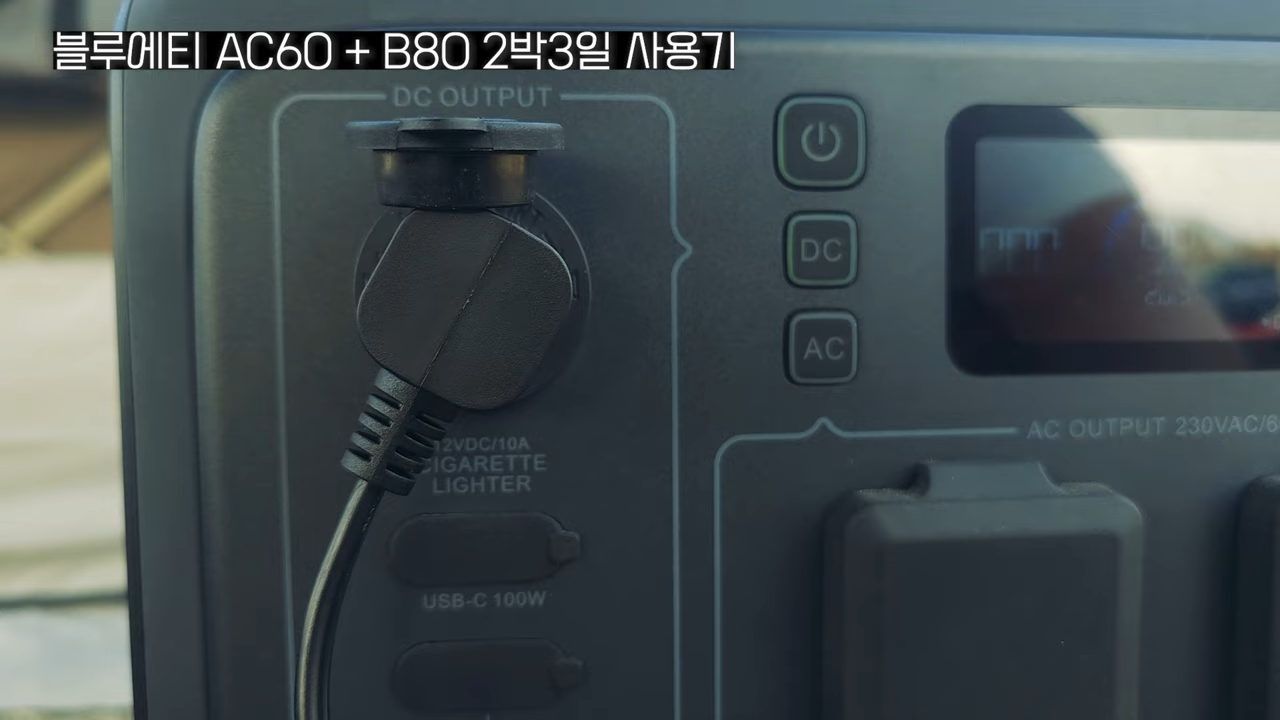 블루에티 AC60 + B80 2박3일 사용기
DC OUTPUT
DC
AC
AC OUTPUT 230VAC/6
12VDC/10A
CIGARETTE
LIGHTER
USB-C 100W